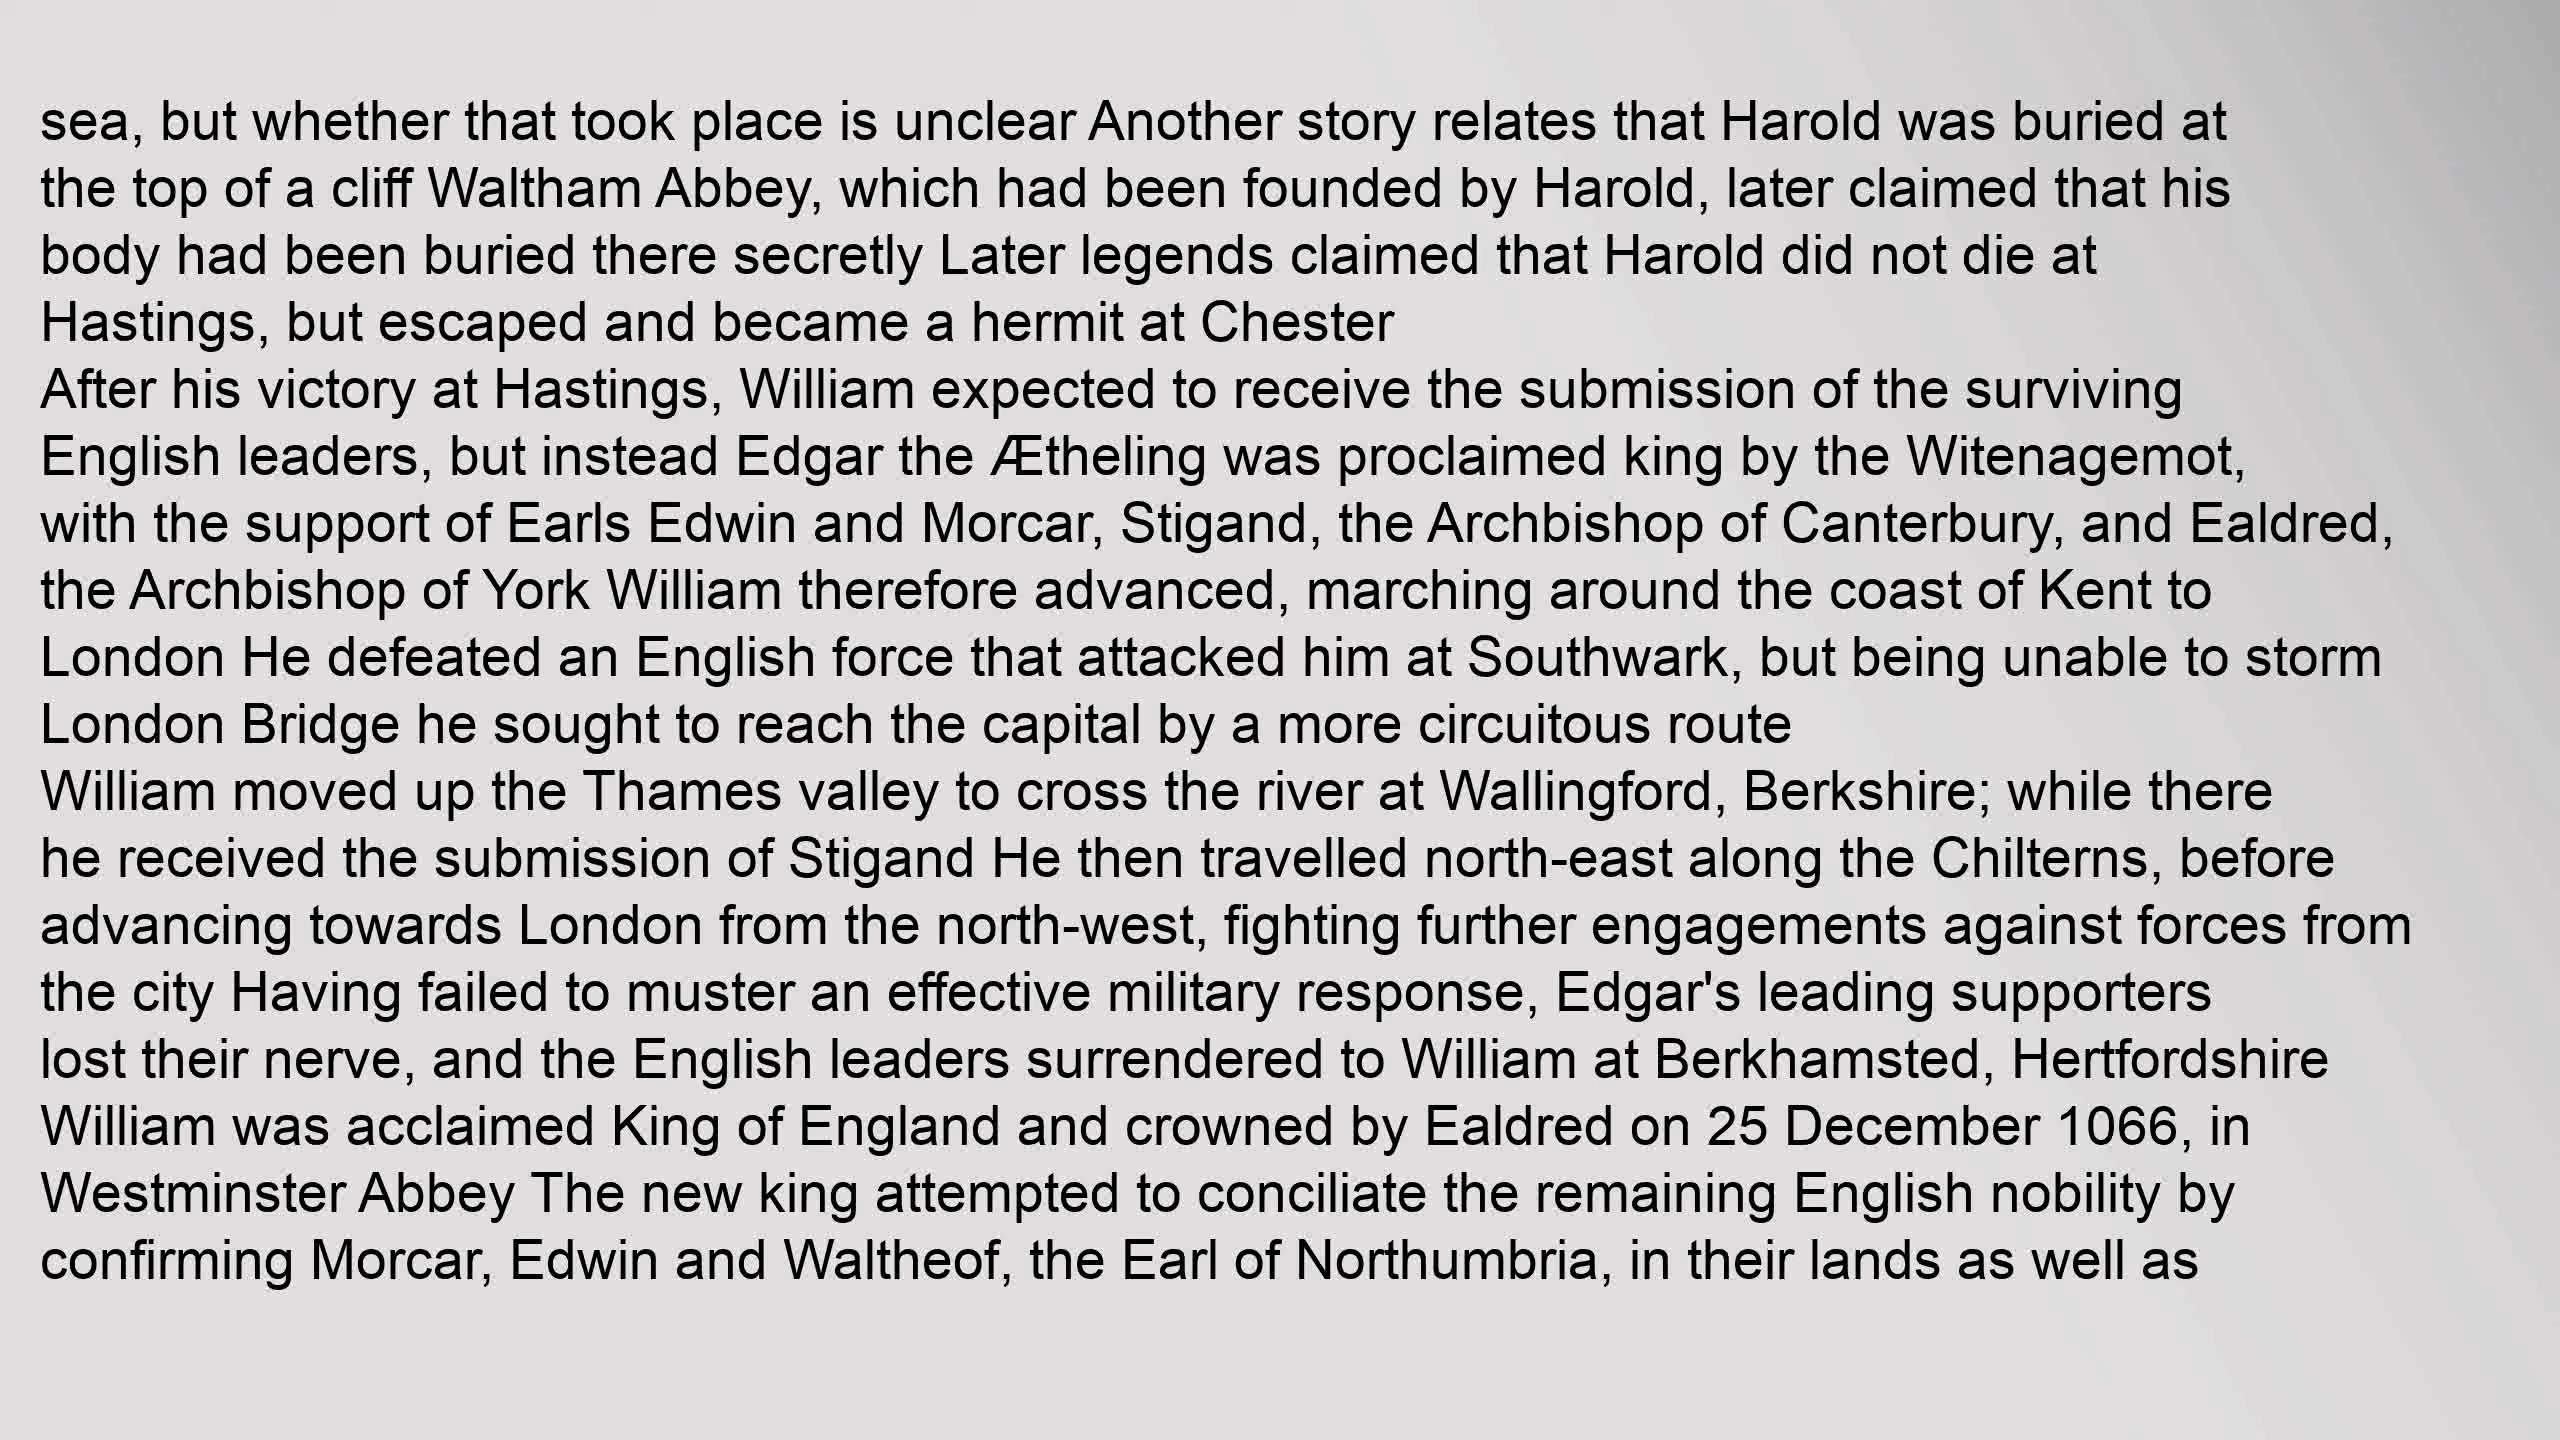 sea, but whether that took place is unclear Another story relates that Harold was buried at
the top of a cliff Waltham Abbey, which had been founded by Harold, later claimed that his
body had been buried there secretly Later legends claimed that Harold did not die at
Hastings, but escaped and became a hermit at Chester
After his victory at Hastings, William expected to receive the submission of the surviving
English leaders, but instead Edgar the Ætheling was proclaimed king by the Witenagemot,
with the support of Earls Edwin and Morcar, Stigand, the Archbishop of Canterbury, and Ealdred,
the Archbishop of York William therefore advanced, marching around the coast of Kent to
London He defeated an English force that attacked him at Southwark, but being unable to storm
London Bridge he sought to reach the capital by a more circuitous route
William moved up the Thames valley to cross the river at Wallingford, Berkshire; while there
he received the submission of Stigand He then travelled north-east along the Chilterns, before
advancing towards London from the north-west, fighting further engagements against forces from
the city Having failed to muster an effective military response, Edgar's leading supporters
lost their nerve, and the English leaders surrendered to William at Berkhamsted, Hertfordshire
William was acclaimed King of England and crowned by Ealdred on 25 December 1066, in
Westminster Abbey The new king attempted to conciliate the remaining English nobility by
confirming Morcar, Edwin and Waltheof, the Earl of Northumbria, in their lands as well as